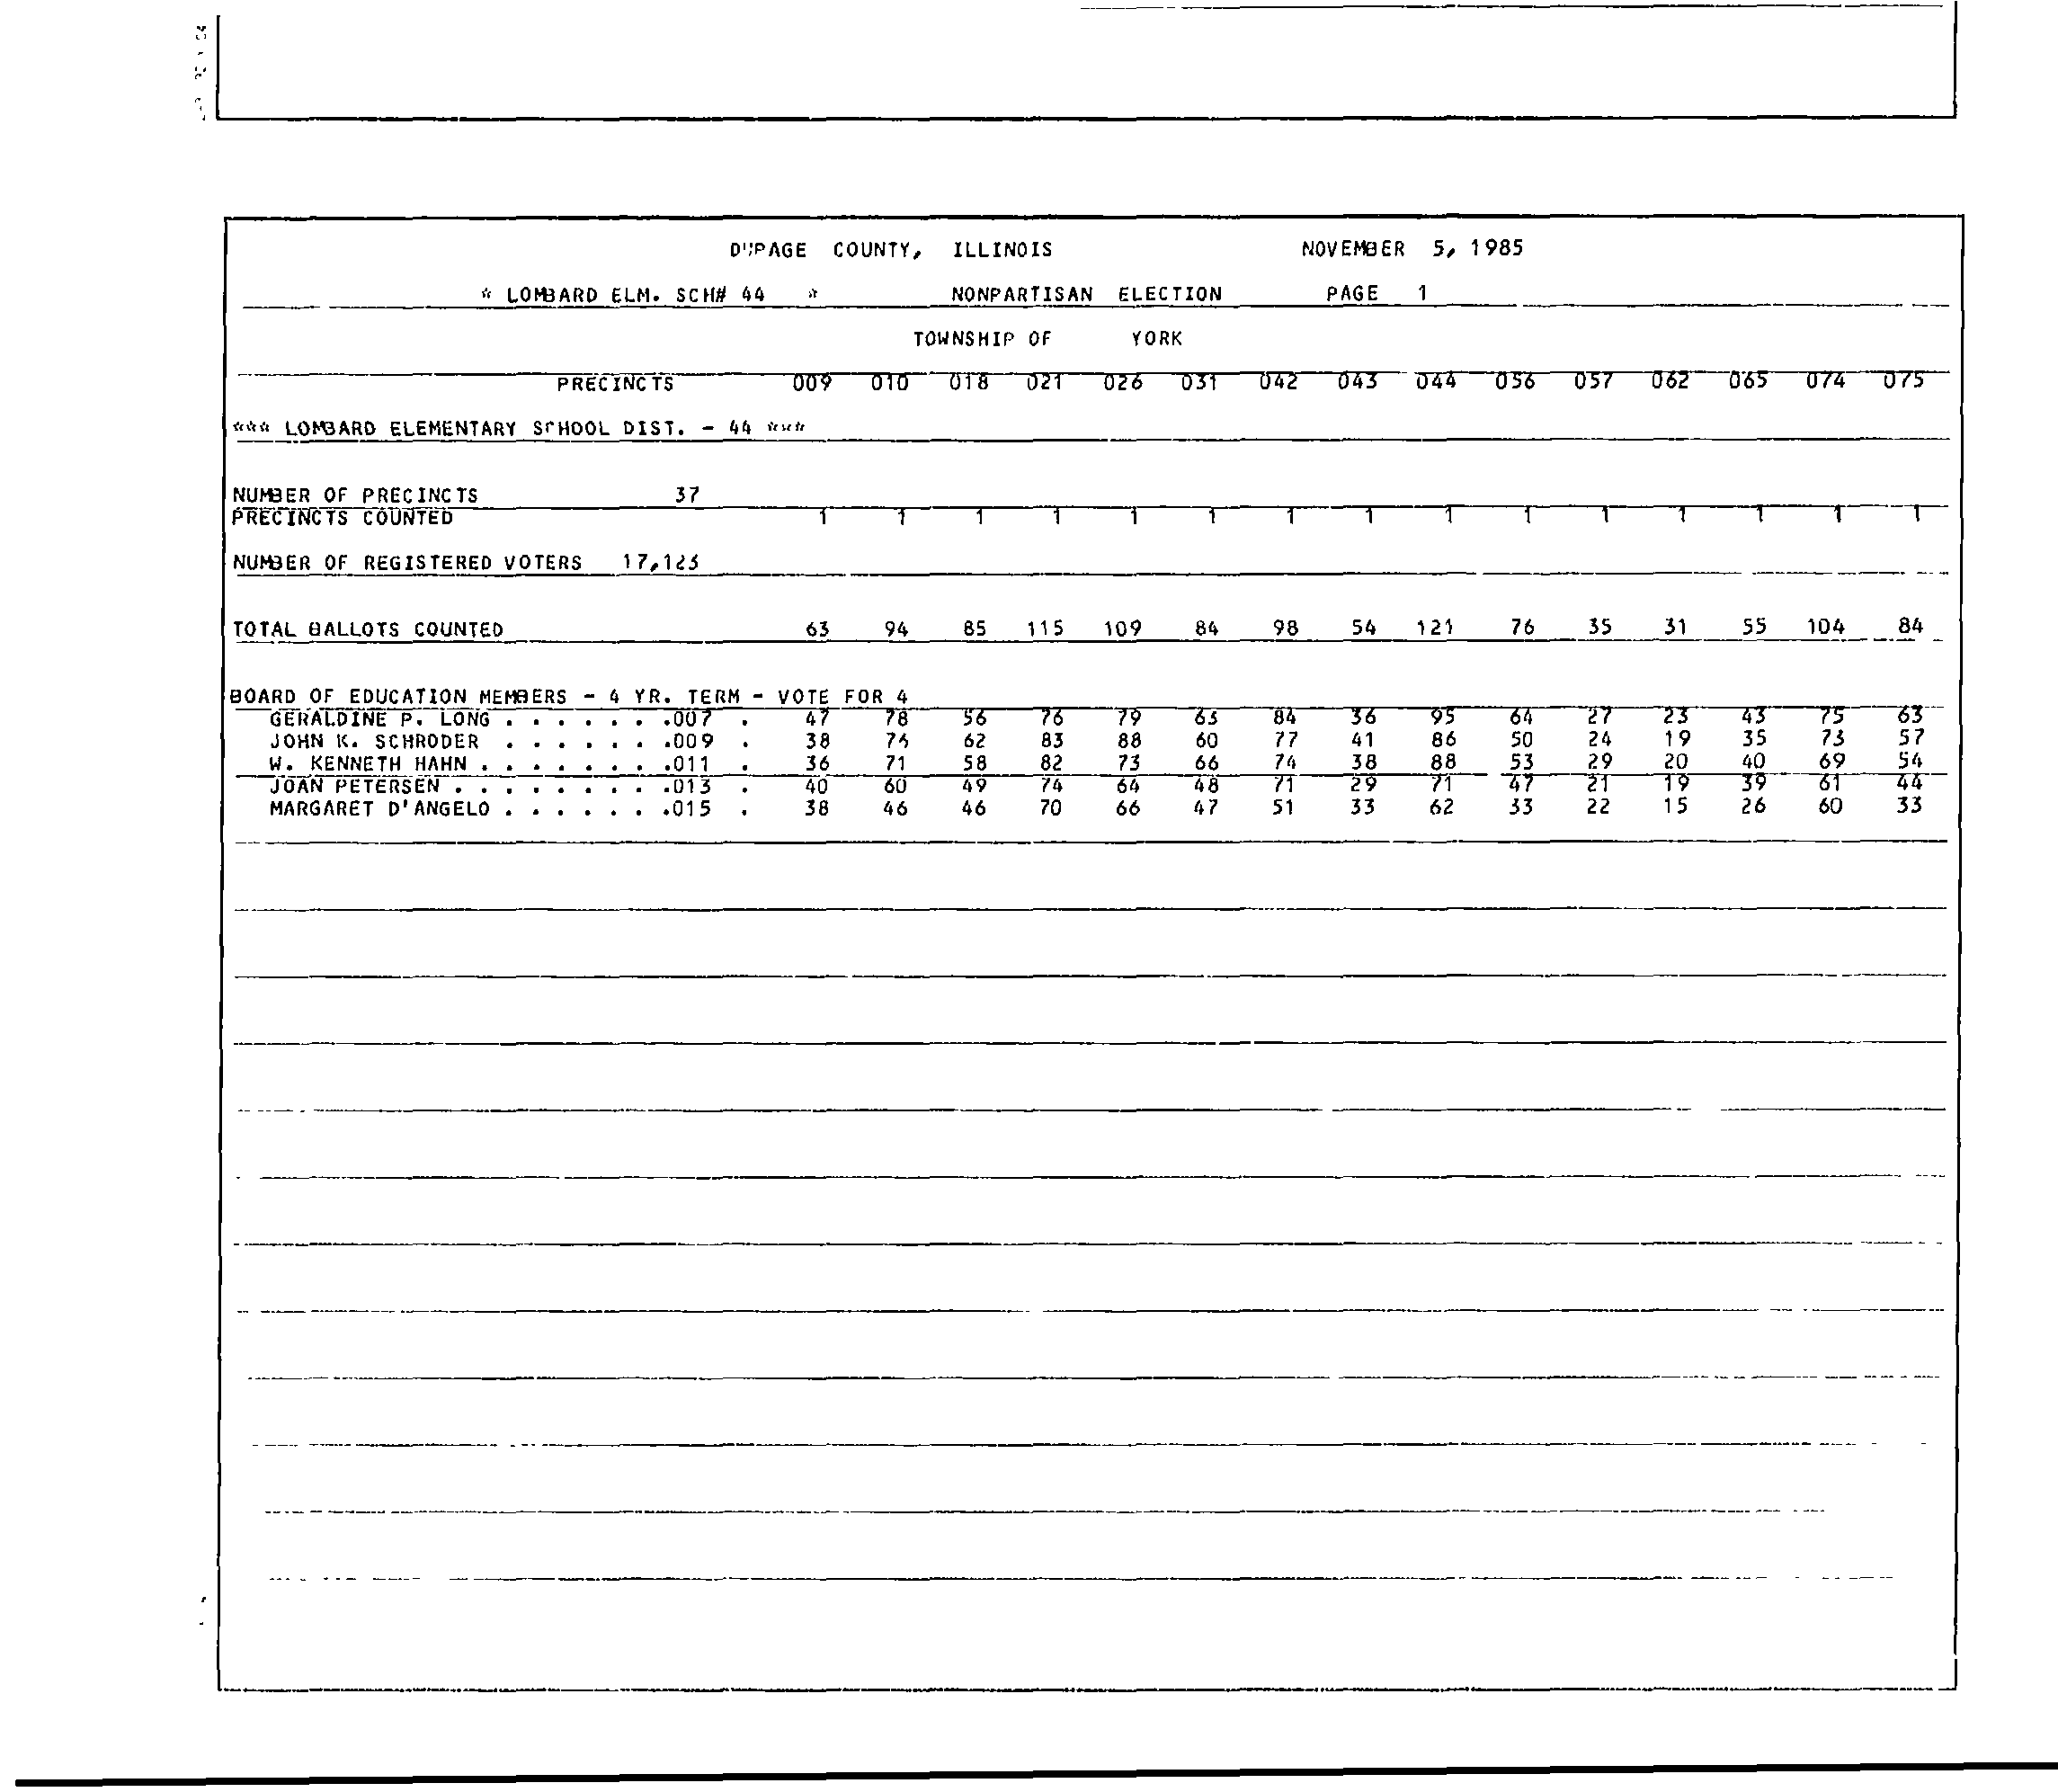 DUPAGE COUNTY, ILLINOIS NOVEMBER 5, 1985
* LOMBARD ELM. SCH# 44 * NONPARTISAN ELECTION PAGE 1
TOWNSHIP OF YORK
PRECINCTS 009 010 018 021 026 031 042 043 044 056 057 062 065 074 075
*** LOMBARD ELEMENTARY SCHOOL DIST. - 44 ***
NUMBER OF PRECINCTS 37
PRECINCTS COUNTED 1 1 1 1 1 1 1 1 1 1 1 1 1 1 1
NUMBER OF REGISTERED VOTERS 17,123
TOTAL BALLOTS COUNTED 63 94 85 115 109 84 98 54 121 76 35 31 55 104 84
BOARD OF EDUCATION MEMBERS - 4 YR. TERM - VOTE FOR 4
GERALDINE P. LONG . . . . . . .007 . 47 78 56 76 79 63 84 36 95 64 27 23 43 75 63
JOHN K. SCHRODER . . . . . . .009 . 38 74 62 83 88 60 77 41 86 50 24 19 35 73 57
W. KENNETH HAHN . . . . . . . .011 . 36 71 58 82 73 66 74 38 88 53 29 20 40 69 54
JOAN PETERSEN . . . . . . . . .013 . 40 60 49 74 64 48 71 29 71 47 21 19 39 61 44
MARGARET D'ANGELO . . . . . . .015 . 38 46 46 70 66 47 51 33 62 33 22 15 26 60 33